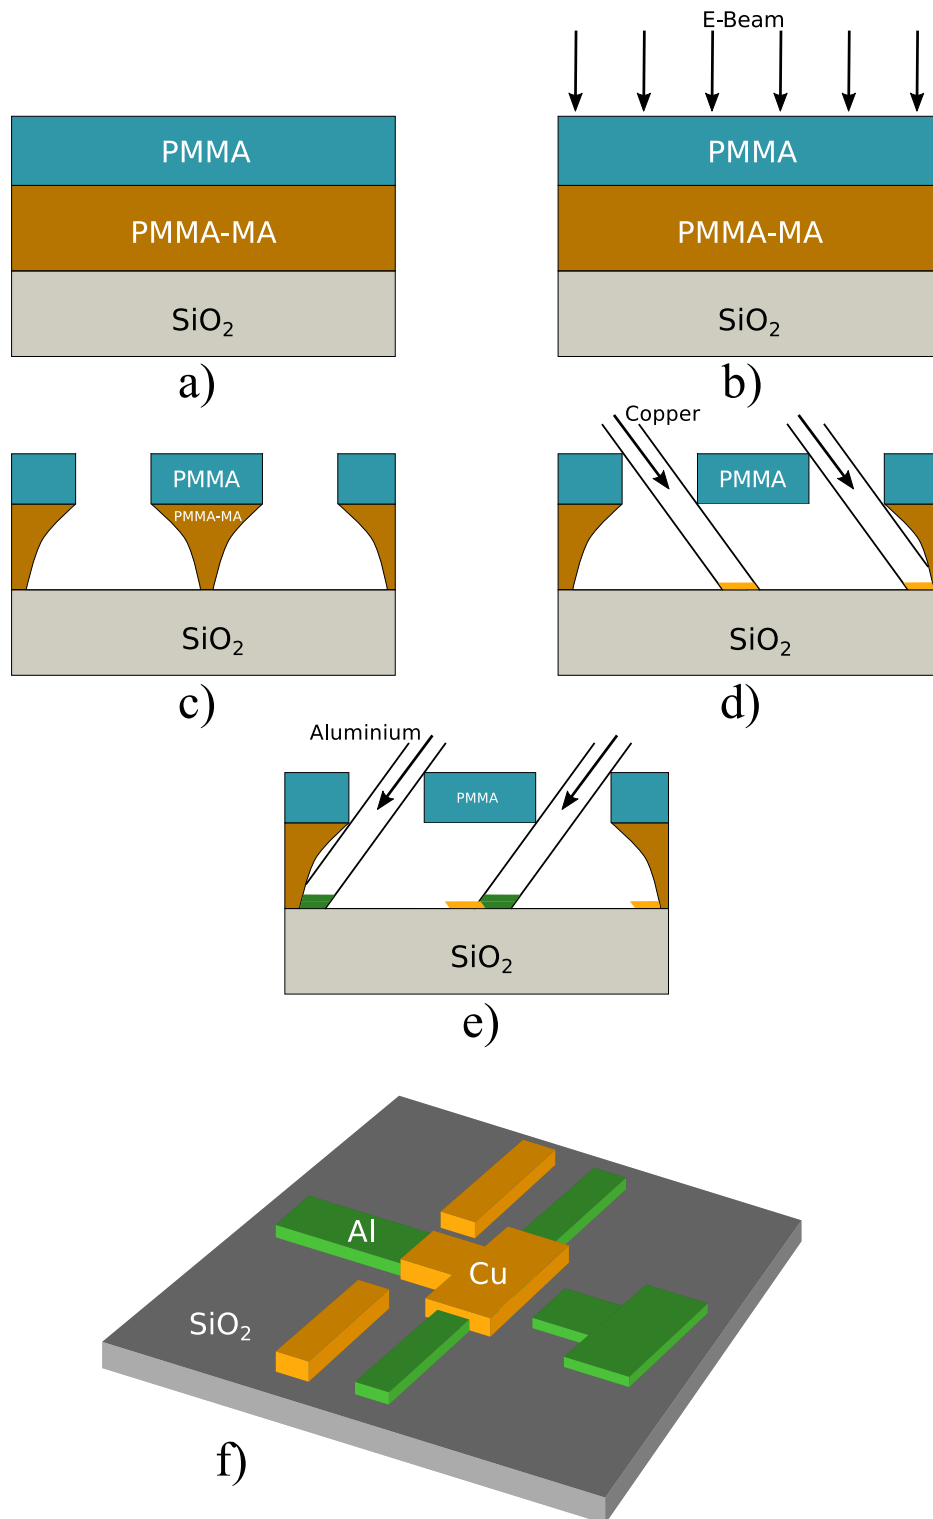 E-Beam
PMMA
PMMA
PMMA-MA
PMMA-MA
SiO₂
SiO₂
a)
b)
Copper
PMMA
PMMA
PMMA-MA
SiO₂
SiO₂
c)
d)
Aluminium
PMMA
SiO₂
e)
Al
Cu
SiO₂
f)